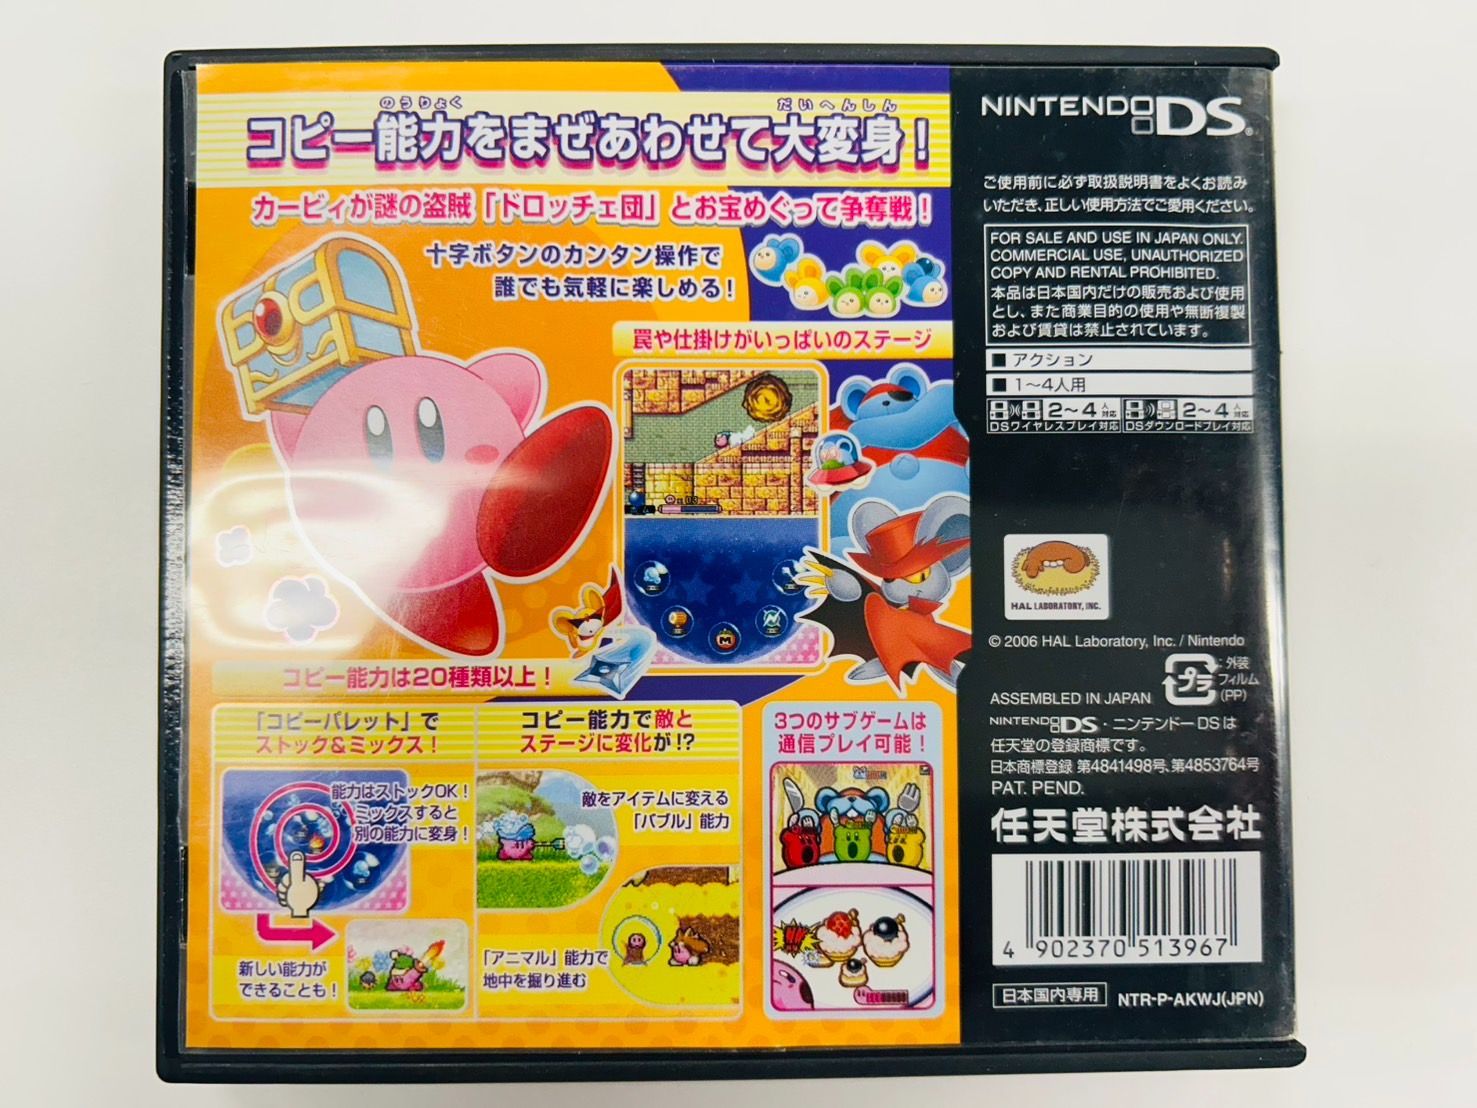 のうりょく だいへんしん
コピー能力をまぜあわせて大変身！
カービィが謎の盗賊「ドロッチェ団」とお宝めぐって争奪戦！
十字ボタンのカンタン操作で
誰でも気軽に楽しめる！
罠や仕掛けがいっぱいのステージ
コピー能力は20種類以上！
「コピーパレット」で
ストック&ミックス！
能力はストックOK！
ミックスすると
別の能力に変身！
新しい能力が
できることも！
コピー能力で敵と
ステージに変化が!?
敵をアイテムに変える
「バブル」能力
「アニマル」能力で
地中を掘り進む
3つのサブゲームは
通信プレイ可能！
NINTENDO DS®
ご使用前に必ず取扱説明書をよくお読み
いただき、正しい使用方法でご愛用ください。
FOR SALE AND USE IN JAPAN ONLY.
COMMERCIAL USE, UNAUTHORIZED
COPY AND RENTAL PROHIBITED.
本品は日本国内だけの販売および使用
とし、また商業目的の使用や無断複製
および賃貸は禁止されています。
■ アクション
■ 1～4人用
2～4人対応 2～4人対応
DSワイヤレスプレイ対応 DSダウンロードプレイ対応
HAL LABORATORY, INC.
© 2006 HAL Laboratory, Inc. / Nintendo
プラ
：外装
フィルム
(PP)
ASSEMBLED IN JAPAN
NINTENDO DS・ニンテンドーDSは
任天堂の登録商標です。
日本商標登録 第4841498号、第4853764号
PAT. PEND.
任天堂株式会社
4 902370 513967
日本国内専用 NTR-P-AKWJ(JPN)